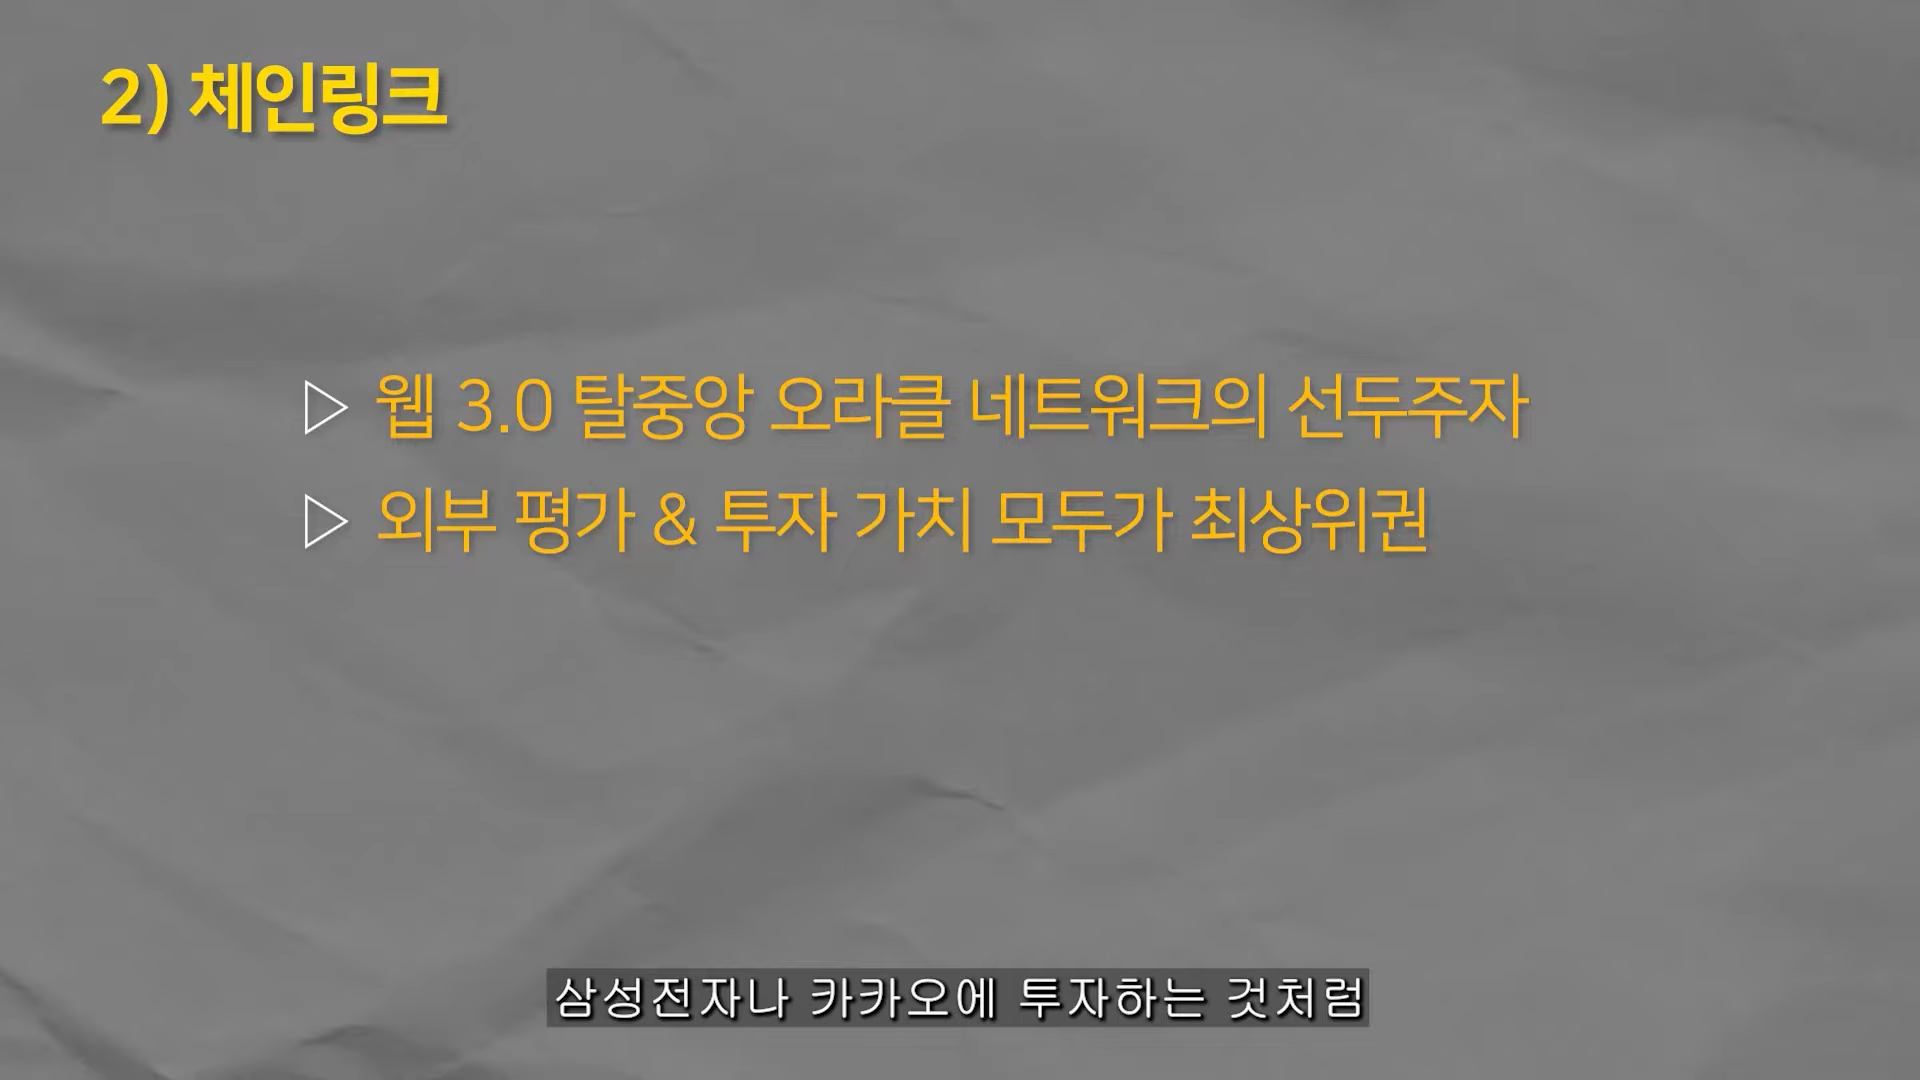 2) 체인링크
▷ 웹 3.0 탈중앙 오라클 네트워크의 선두주자
▷ 외부 평가 & 투자 가치 모두가 최상위권
삼성전자나 카카오에 투자하는 것처럼